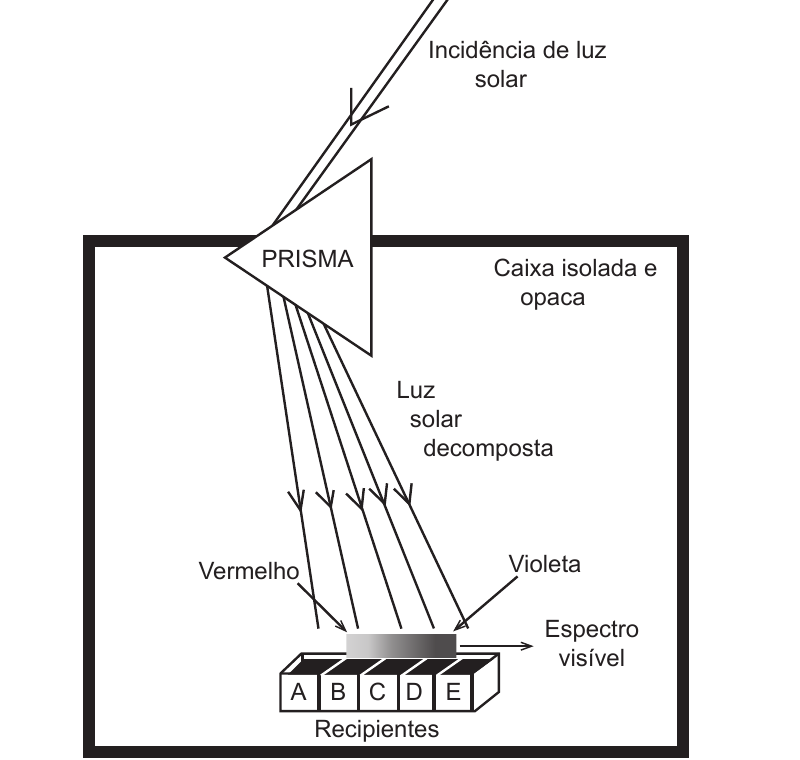 Incidência de luz
solar
PRISMA
Caixa isolada e
opaca
Luz
solar
decomposta
Vermelho
Violeta
Espectro
visível
A B C D E
Recipientes